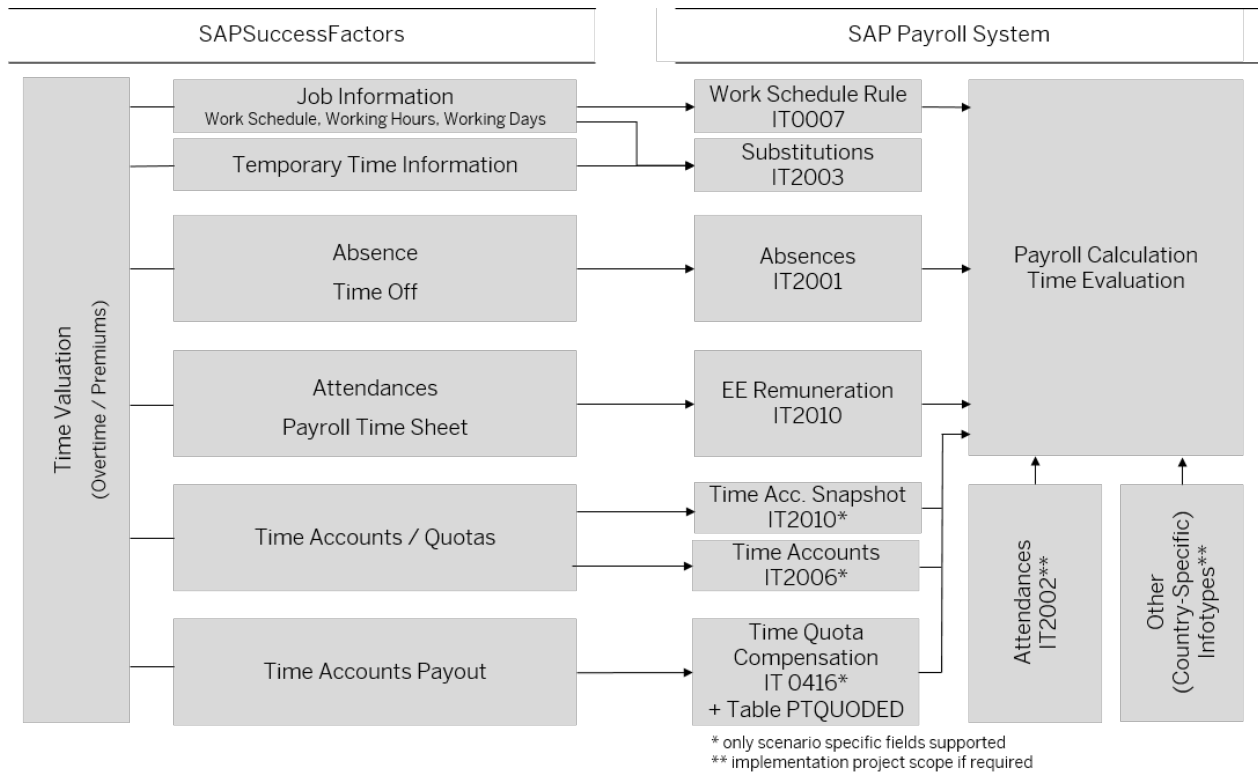 SAPSuccessFactors
SAP Payroll System
Time Valuation
(Overtime / Premiums)
Job Information
Work Schedule, Working Hours, Working Days
Work Schedule Rule
IT0007
Temporary Time Information
Substitutions
IT2003
Absence
Time Off
Absences
IT2001
Payroll Calculation
Time Evaluation
Attendances
Payroll Time Sheet
EE Remuneration
IT2010
Time Accounts / Quotas
Time Acc. Snapshot
IT2010*
Time Accounts
IT2006*
Time Accounts Payout
Time Quota
Compensation
IT 0416*
+ Table PTQUODED
Attendances
IT2002**
Other
(Country-Specific)
Infotypes**
* only scenario specific fields supported
** implementation project scope if required